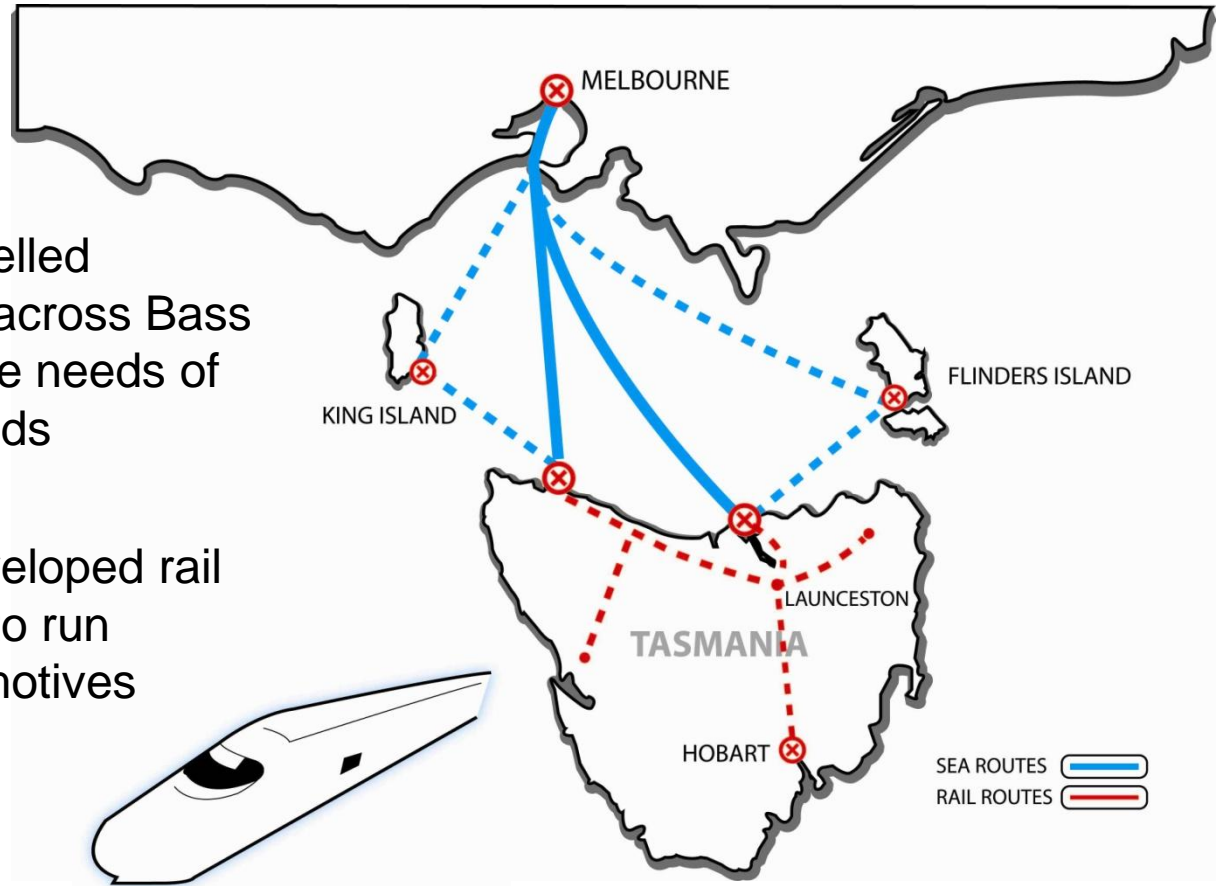 MELBOURNE
elled
across Bass
e needs of
ds
KING ISLAND
FLINDERS ISLAND
eloped rail
o run
notives
LAUNCESTON
TASMANIA
HOBART
SEA ROUTES
RAIL ROUTES